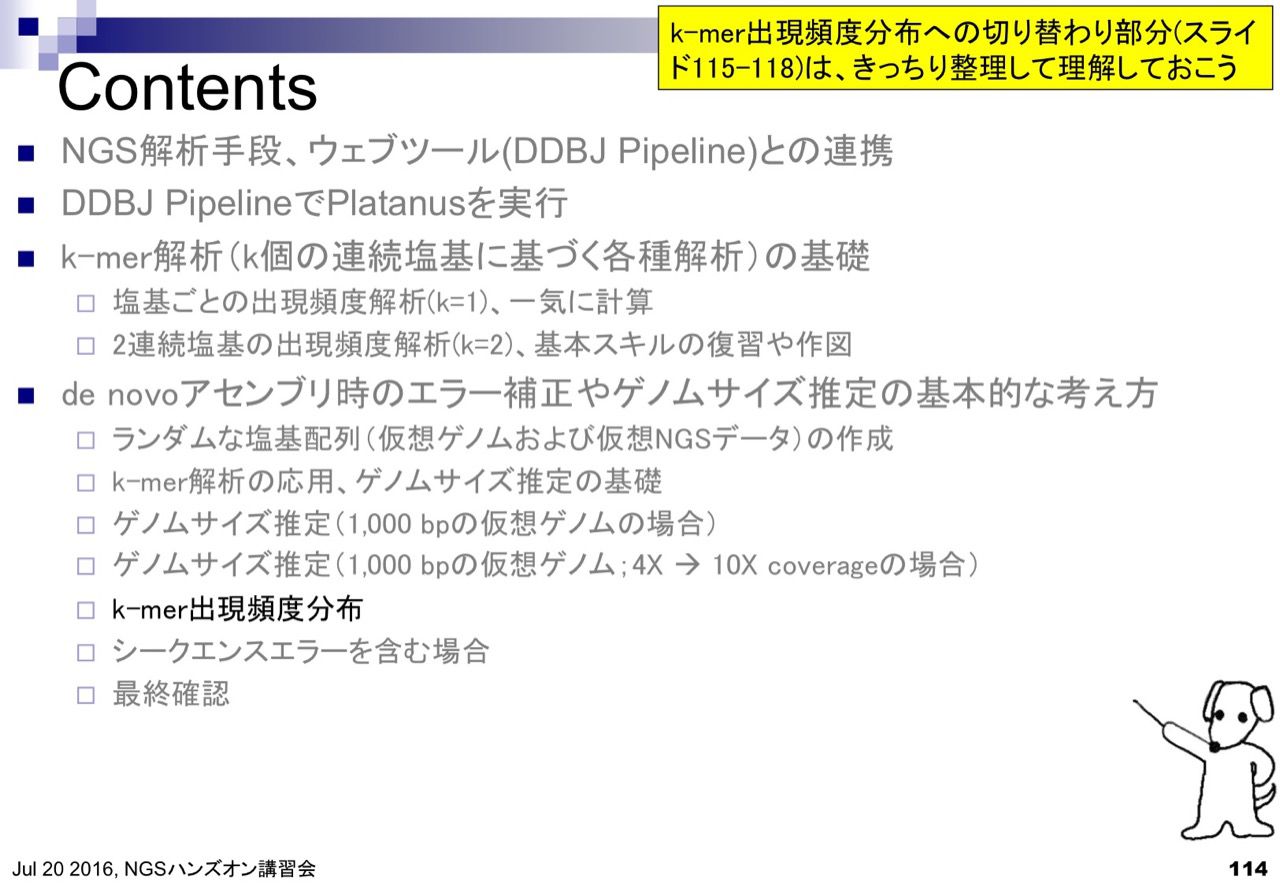 k-mer出現頻度分布への切り替わり部分(スライ
ド115-118)は、きっちり整理して理解しておこう
Contents
NGS解析手段、ウェブツール(DDBJ Pipeline)との連携
DDBJ PipelineでPlatanusを実行
k-mer解析（k個の連続塩基に基づく各種解析）の基礎
塩基ごとの出現頻度解析(k=1)、一気に計算
2連続塩基の出現頻度解析(k=2)、基本スキルの復習や作図
de novoアセンブリ時のエラー補正やゲノムサイズ推定の基本的な考え方
ランダムな塩基配列（仮想ゲノムおよび仮想NGSデータ）の作成
k-mer解析の応用、ゲノムサイズ推定の基礎
ゲノムサイズ推定（1,000 bpの仮想ゲノムの場合）
ゲノムサイズ推定（1,000 bpの仮想ゲノム；4X → 10X coverageの場合）
k-mer出現頻度分布
シークエンスエラーを含む場合
最終確認
Jul 20 2016, NGSハンズオン講習会
114